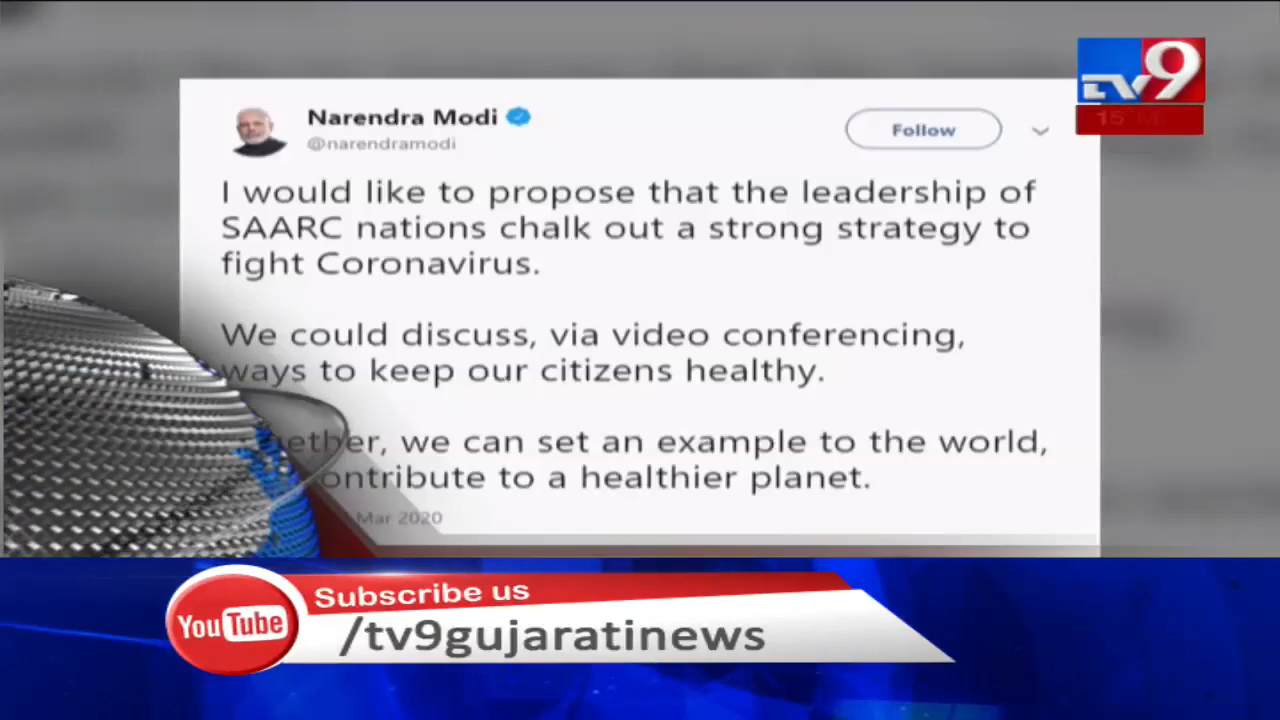 TV9
15
Narendra Modi
@narendramodi
Follow
I would like to propose that the leadership of
SAARC nations chalk out a strong strategy to
fight Coronavirus.
We could discuss, via video conferencing,
ways to keep our citizens healthy.
we can set an example to the world,
to a healthier planet.
Mar 2020
YouTube
Subscribe us
/tv9gujaratinews